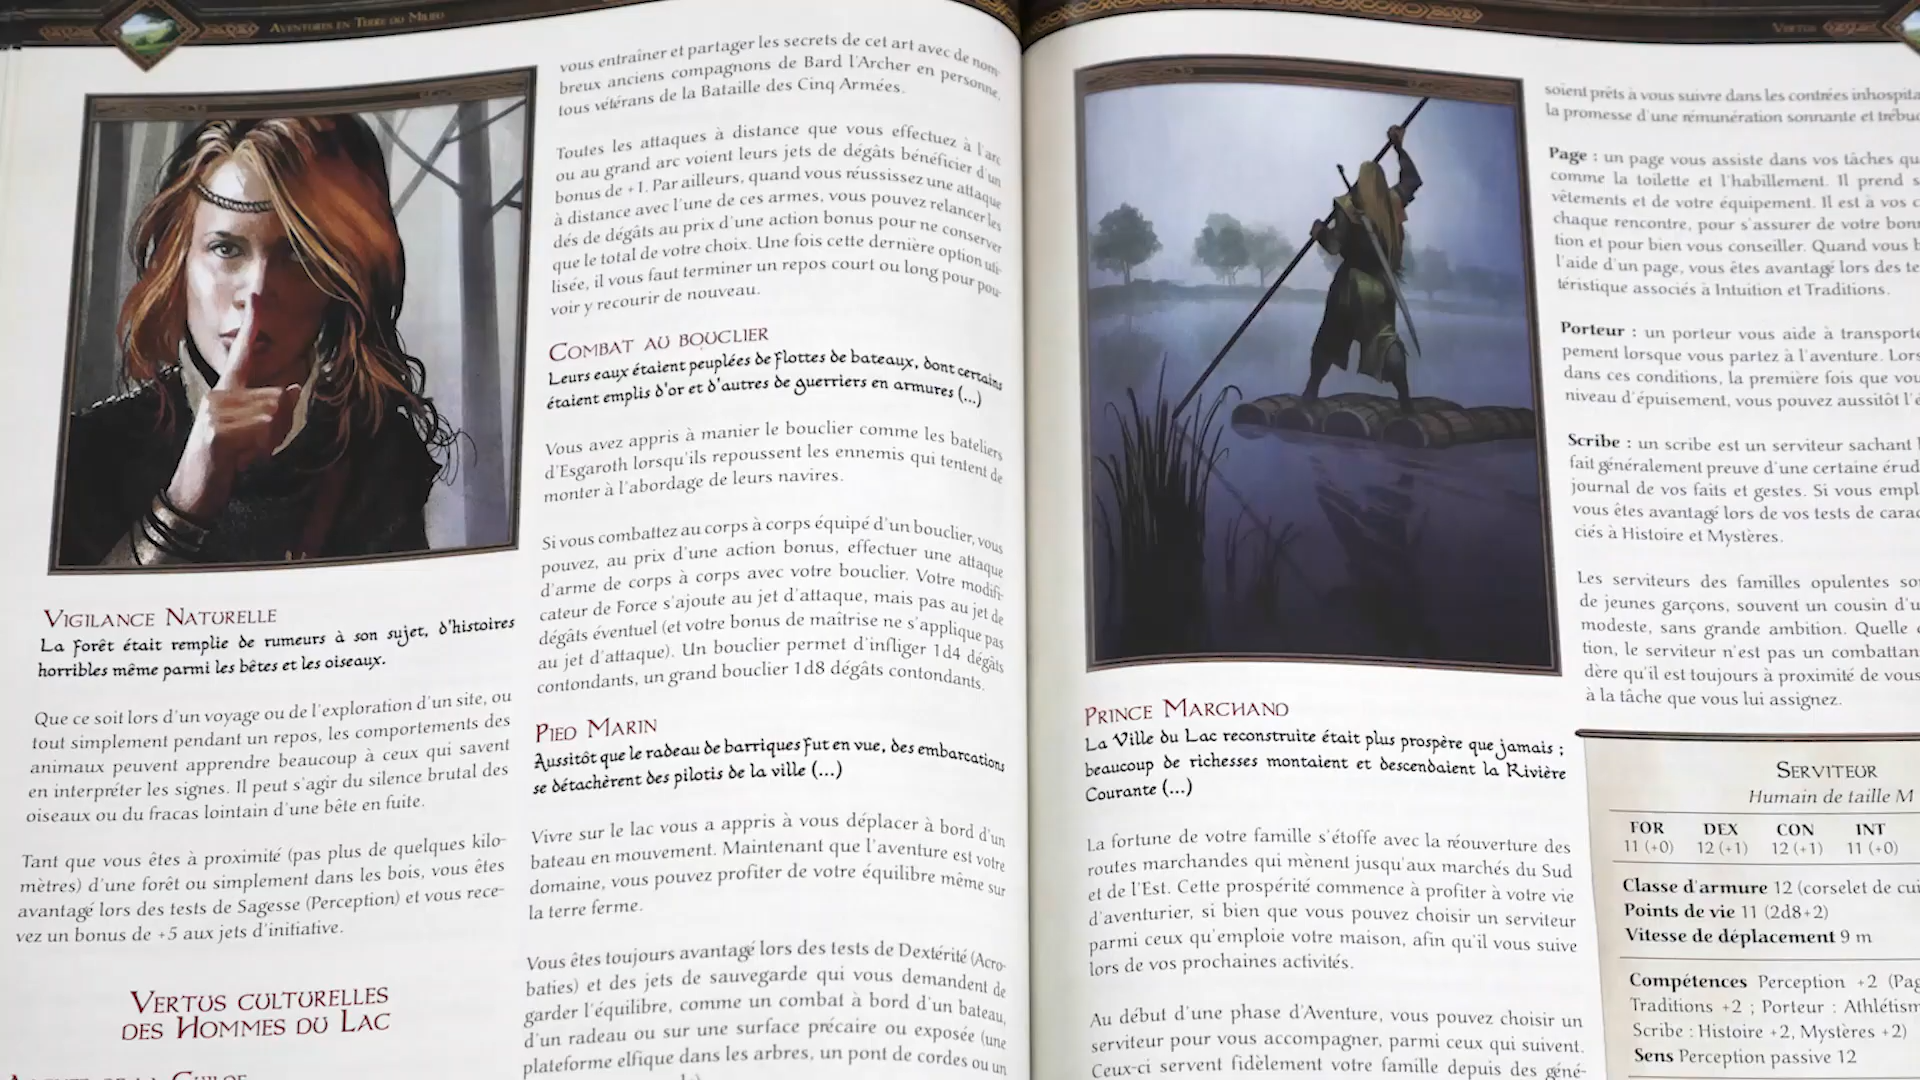 Aventures en Terre du Milieu
Vigilance Naturelle
La forêt était remplie de rumeurs à son sujet, d'histoires
horribles même parmi les bêtes et les oiseaux.
Que ce soit lors d'un voyage ou de l'exploration d'un site, ou
tout simplement pendant un repos, les comportements des
animaux peuvent apprendre beaucoup à ceux qui savent
en interpréter les signes. Il peut s'agir du silence brutal des
oiseaux ou du fracas lointain d'une bête en fuite.
Tant que vous êtes à proximité (pas plus de quelques kilo-
mètres) d'une forêt ou simplement dans les bois, vous êtes
avantagé lors des tests de Sagesse (Perception) et vous rece-
vez un bonus de +5 aux jets d'initiative.
Vertus culturelles
des Hommes du Lac
vous entraîner et partager les secrets de cet art avec de nom-
breux anciens compagnons de Bard l'Archer en personne,
tous vétérans de la Bataille des Cinq Armées.
Toutes les attaques à distance que vous effectuez à l'arc
ou au grand arc voient leurs jets de dégâts bénéficier d'un
bonus de +1. Par ailleurs, quand vous réussissez une attaque
à distance avec l'une de ces armes, vous pouvez relancer les
dés de dégâts au prix d'une action bonus pour ne conserver
que le total de votre choix. Une fois cette dernière option uti-
lisée, il vous faut terminer un repos court ou long pour pou-
voir y recourir de nouveau.
Combat au bouclier
Leurs eaux étaient peuplées de flottes de bateaux, dont certains
étaient emplis d'or et d'autres de guerriers en armures (...)
Vous avez appris à manier le bouclier comme les bateliers
d'Esgaroth lorsqu'ils repoussent les ennemis qui tentent de
monter à l'abordage de leurs navires.
Si vous combattez au corps à corps équipé d'un bouclier, vous
pouvez, au prix d'une action bonus, effectuer une attaque
d'arme de corps à corps avec votre bouclier. Votre modifi-
cateur de Force s'ajoute au jet d'attaque, mais pas au jet de
dégâts éventuel (et votre bonus de maîtrise ne s'applique pas
au jet d'attaque). Un bouclier permet d'infliger 1d4 dégâts
contondants, un grand bouclier 1d8 dégâts contondants.
Pied Marin
Aussitôt que le radeau de barriques fut en vue, des embarcations
se détachèrent des pilotis de la ville (...)
Vivre sur le lac vous a appris à vous déplacer à bord d'un
bateau en mouvement. Maintenant que l'aventure est votre
domaine, vous pouvez profiter de votre équilibre même sur
la terre ferme.
Vous êtes toujours avantagé lors des tests de Dextérité (Acro-
baties) et des jets de sauvegarde qui vous demandent de
garder l'équilibre, comme un combat à bord d'un bateau,
d'un radeau ou sur une surface précaire ou exposée (une
plateforme elfique dans les arbres, un pont de cordes ou un
Vertus
Prince Marchand
La Ville du Lac reconstruite était plus prospère que jamais ;
beaucoup de richesses montaient et descendaient la Rivière
Courante (...)
La fortune de votre famille s'étoffe avec la réouverture des
routes marchandes qui mènent jusqu'aux marchés du Sud
et de l'Est. Cette prospérité commence à profiter à votre vie
d'aventurier, si bien que vous pouvez choisir un serviteur
parmi ceux qu'emploie votre maison, afin qu'il vous suive
lors de vos prochaines activités.
Au début d'une phase d'Aventure, vous pouvez choisir un
serviteur pour vous accompagner, parmi ceux qui suivent.
Ceux-ci servent fidèlement votre famille depuis des géné-
soient prêts à vous suivre dans les contrées inhospita
la promesse d'une rémunération sonnante et trébuc
Page : un page vous assiste dans vos tâches qu
comme la toilette et l'habillement. Il prend s
vêtements et de votre équipement. Il est à vos c
chaque rencontre, pour s'assurer de votre bonn
tion et pour bien vous conseiller. Quand vous b
l'aide d'un page, vous êtes avantagé lors des te
téristique associés à Intuition et Traditions.
Porteur : un porteur vous aide à transporte
pement lorsque vous partez à l'aventure. Lors
dans ces conditions, la première fois que vou
niveau d'épuisement, vous pouvez aussitôt l'é
Scribe : un scribe est un serviteur sachant l
fait généralement preuve d'une certaine érud
journal de vos faits et gestes. Si vous empl
vous êtes avantagé lors de vos tests de carac
ciés à Histoire et Mystères.
Les serviteurs des familles opulentes so
de jeunes garçons, souvent un cousin d'u
modeste, sans grande ambition. Quelle
tion, le serviteur n'est pas un combattan
dère qu'il est toujours à proximité de vous
à la tâche que vous lui assignez.
Serviteur
Humain de taille M
FOR DEX CON INT
11 (+0) 12 (+1) 12 (+1) 11 (+0)
Classe d'armure 12 (corselet de cui
Points de vie 11 (2d8+2)
Vitesse de déplacement 9 m
Compétences Perception +2 (Pag
Traditions +2 ; Porteur : Athlétism
Scribe : Histoire +2, Mystères +2)
Sens Perception passive 12